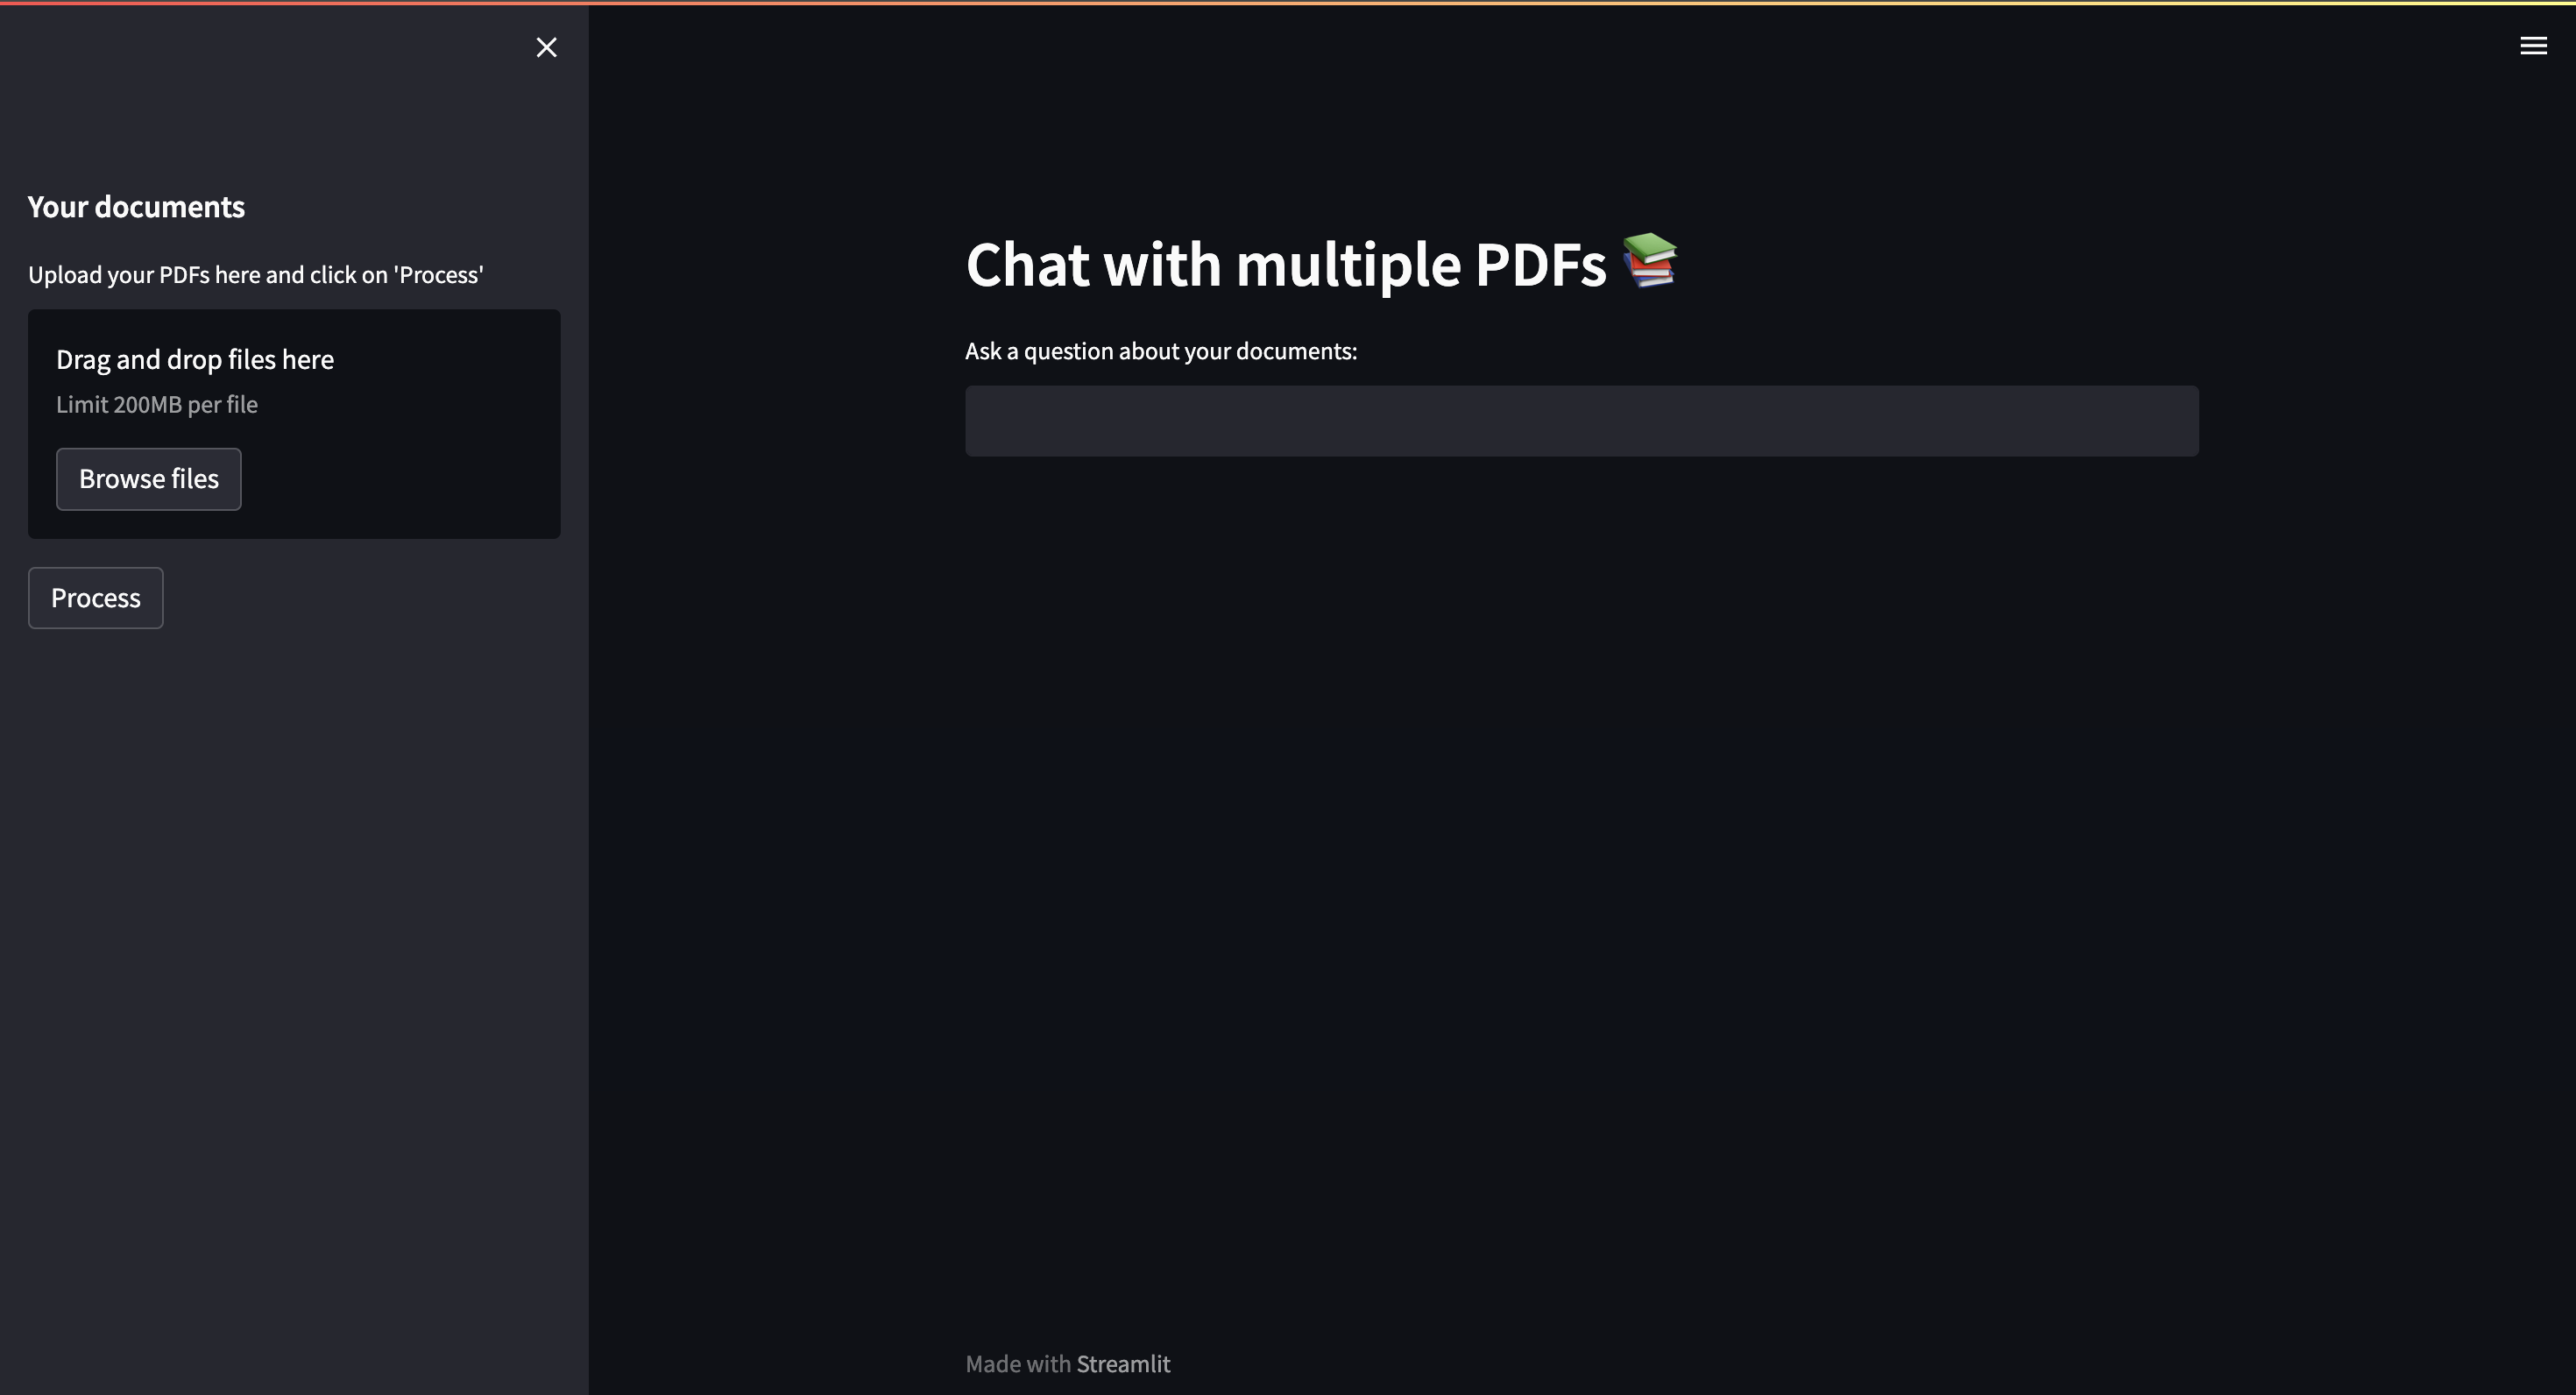 Your documents
Upload your PDFs here and click on 'Process'
Drag and drop files here
Limit 200MB per file
Browse files
Process
Chat with multiple PDFs 📚
Ask a question about your documents:
Made with Streamlit